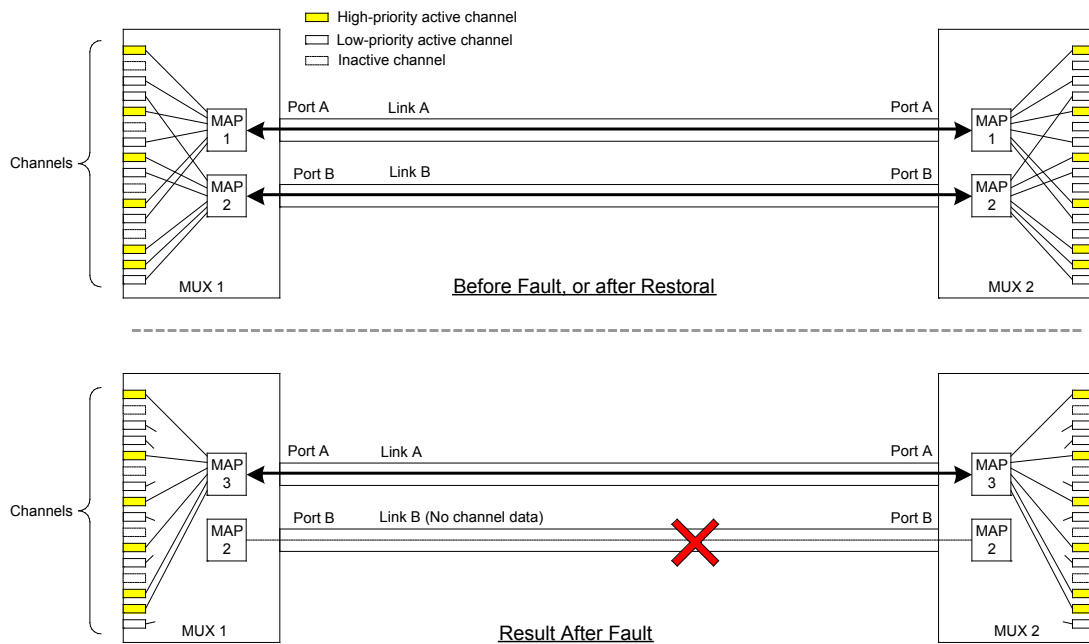 High-priority active channel
Low-priority active channel
Inactive channel
Port A Link A Port A
MAP 1 MAP 1
Channels
Port B Link B Port B
MAP 2 MAP 2
MUX 1 Before Fault, or after Restoral MUX 2
Port A Link A Port A
MAP 3 MAP 3
Channels
Port B Link B (No channel data) Port B
MAP 2 MAP 2
MUX 1 Result After Fault MUX 2